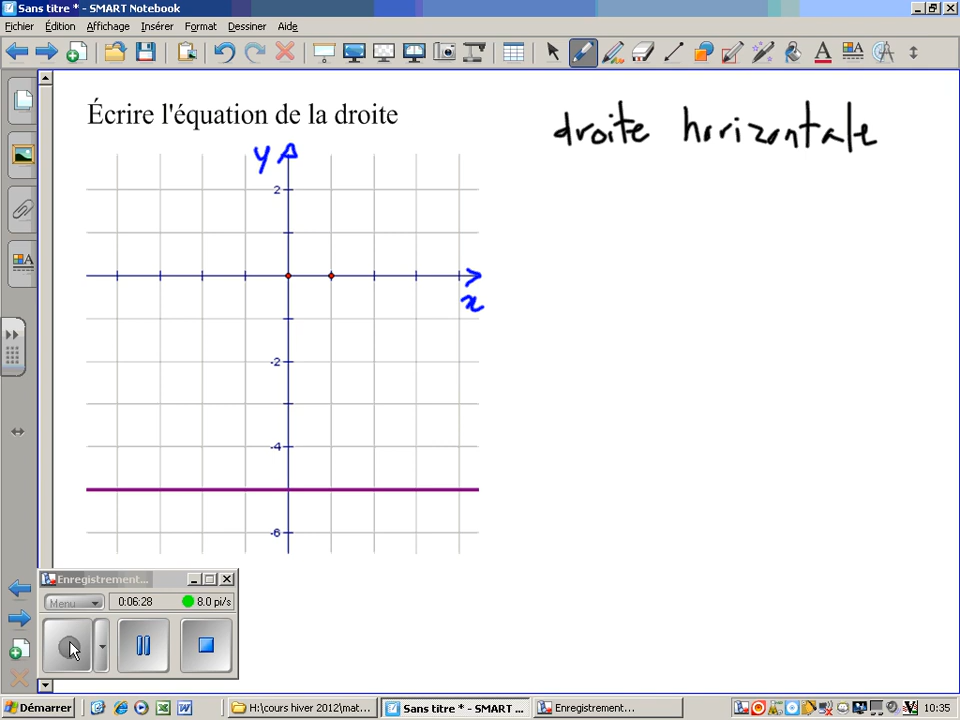 Sans titre * - SMART Notebook
Fichier Édition Affichage Insérer Format Dessiner Aide
Écrire l'équation de la droite
droite horizontale
y
2
x
-2
-4
-6
Enregistrement...
Menu 0:06:28 8.0 pi/s
Démarrer H:\cours hiver 2012\mat... Sans titre * - SMART ... Enregistrement... 10:35